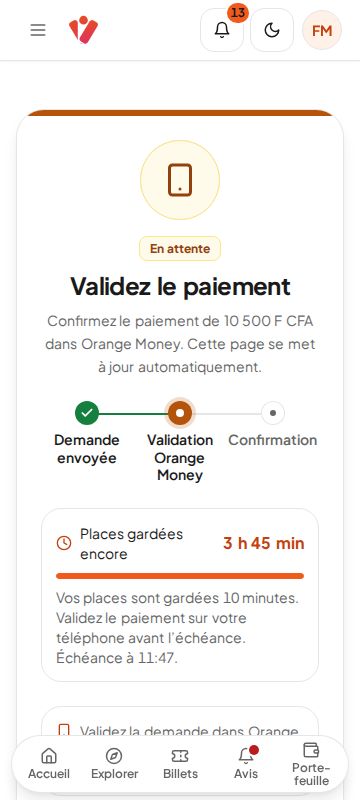 13
FM
En attente
Validez le paiement
Confirmez le paiement de 10 500 F CFA
dans Orange Money. Cette page se met
à jour automatiquement.
Demande
envoyée
Validation
Orange
Money
Confirmation
Places gardées
encore
3 h 45 min
Vos places sont gardées 10 minutes.
Validez le paiement sur votre
téléphone avant l'échéance.
Échéance à 11:47.
Validez la demande dans Orange
Accueil
Explorer
Billets
Avis
Porte-
feuille